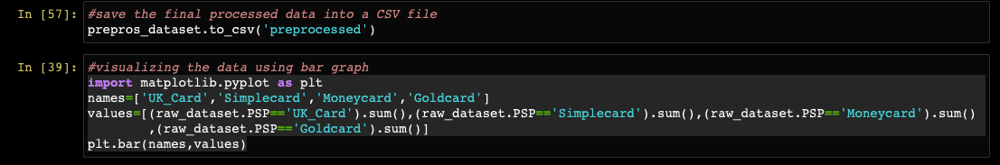 In [57]: #save the final processed data into a CSV file
prepros_dataset.to_csv('preprocessed')
In [39]: #visualizing the data using bar graph
import matplotlib.pyplot as plt
names=['UK_Card','Simplecard','Moneycard','Goldcard']
values=[(raw_dataset.PSP=='UK_Card').sum(),(raw_dataset.PSP=='Simplecard').sum(),(raw_dataset.PSP=='Moneycard').sum()
,(raw_dataset.PSP=='Goldcard').sum()]
plt.bar(names,values)